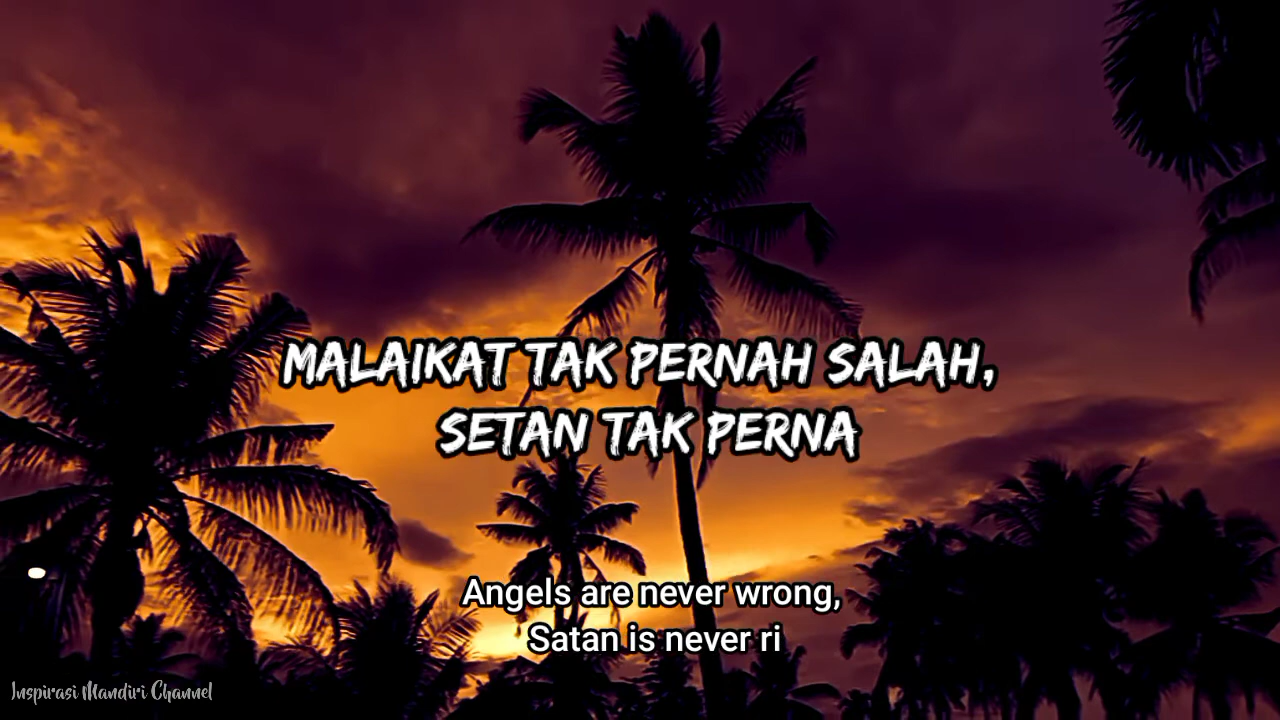 MALAIKAT TAK PERNAH SALAH,
SETAN TAK PERNA
Angels are never wrong,
Satan is never ri
Inspirasi Mandiri Channel